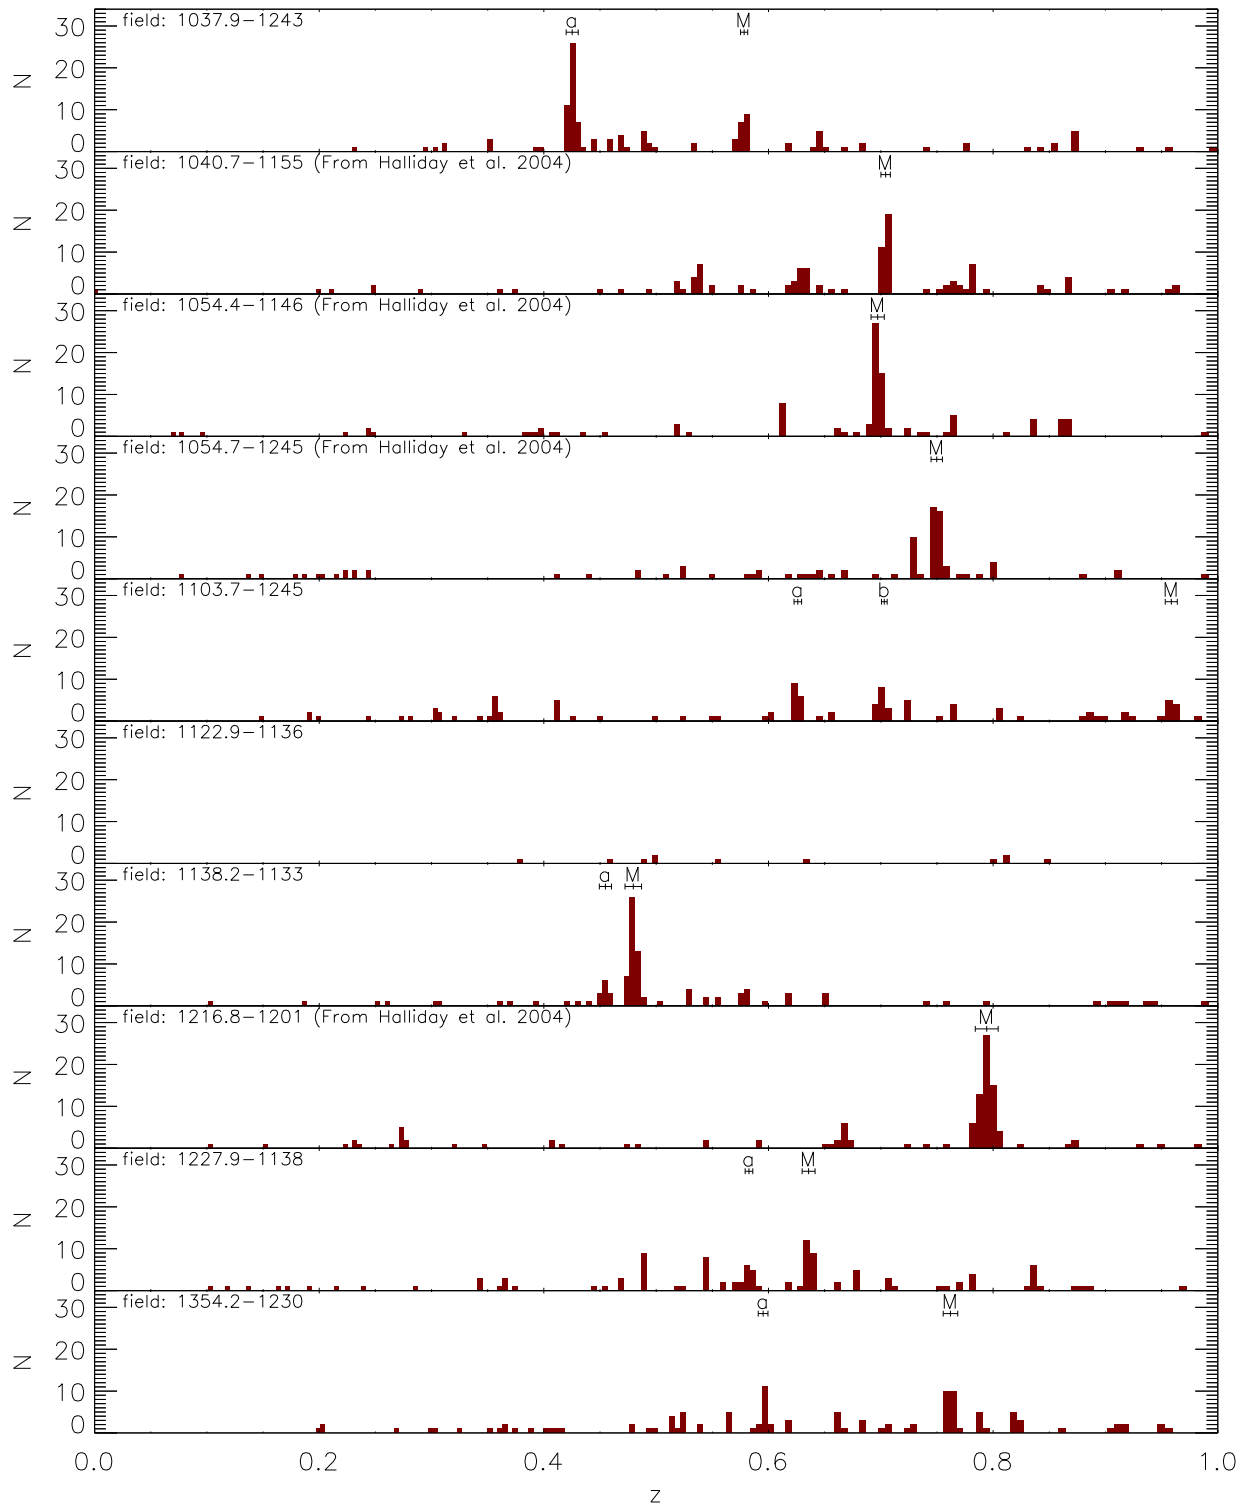 field: 1037.9−1243
a M
30
20
10
0
N
field: 1040.7−1155 (From Halliday et al. 2004)
M
30
20
10
0
N
field: 1054.4−1146 (From Halliday et al. 2004)
M
30
20
10
0
N
field: 1054.7−1245 (From Halliday et al. 2004)
M
30
20
10
0
N
field: 1103.7−1245
a b M
30
20
10
0
N
field: 1122.9−1136
30
20
10
0
N
field: 1138.2−1133
a M
30
20
10
0
N
field: 1216.8−1201 (From Halliday et al. 2004)
M
30
20
10
0
N
field: 1227.9−1138
a M
30
20
10
0
N
field: 1354.2−1230
a M
30
20
10
0
N
0.0 0.2 0.4 0.6 0.8 1.0
z